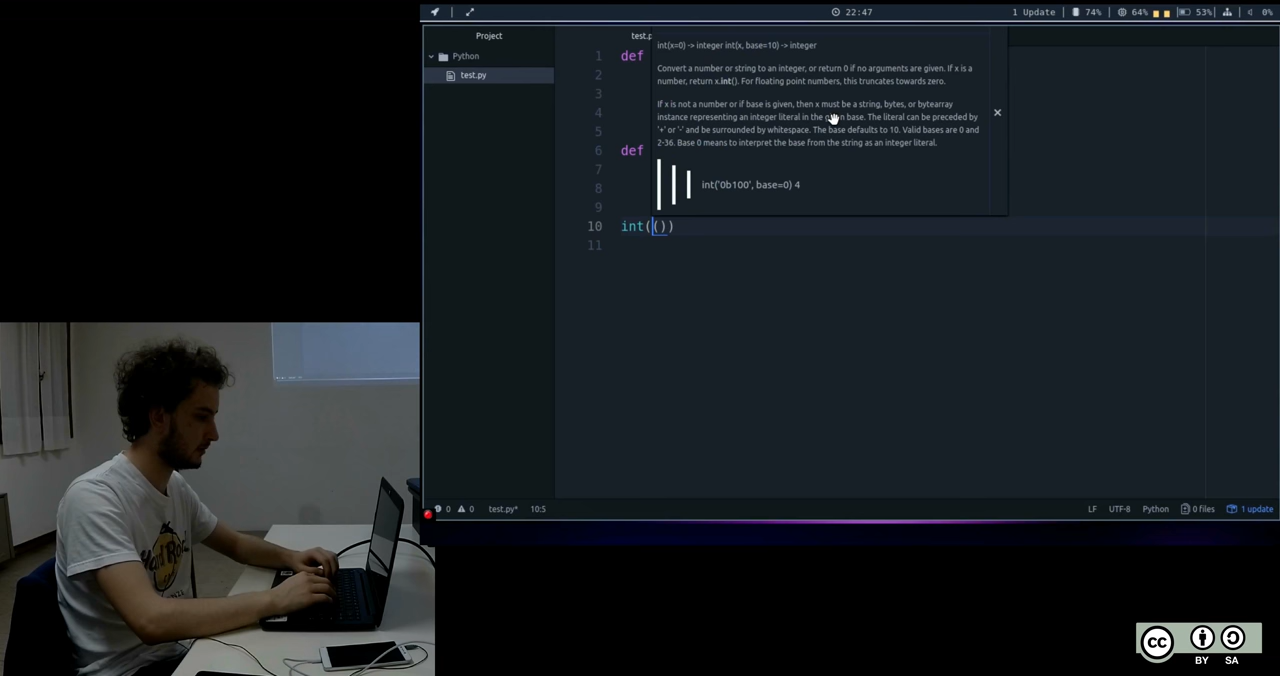 22:47
1 Update
74%
64%
53%
0%
Project
test.p
Python
test.py
int(x=0) -> integer int(x, base=10) -> integer
Convert a number or string to an integer, or return 0 if no arguments are given. If x is a
number, return x.int(). For floating point numbers, this truncates towards zero.
If x is not a number or if base is given, then x must be a string, bytes, or bytearray
instance representing an integer literal in the given base. The literal can be preceded by
'+' or '-' and be surrounded by whitespace. The base defaults to 10. Valid bases are 0 and
2-36. Base 0 means to interpret the base from the string as an integer literal.
int('0b100', base=0) 4
1 def
2
3
4
5
6 def
7
8
9
10 int(())
11
0 0 test.py* 10:5
LF UTF-8 Python 0 files 1 update
cc
BY SA